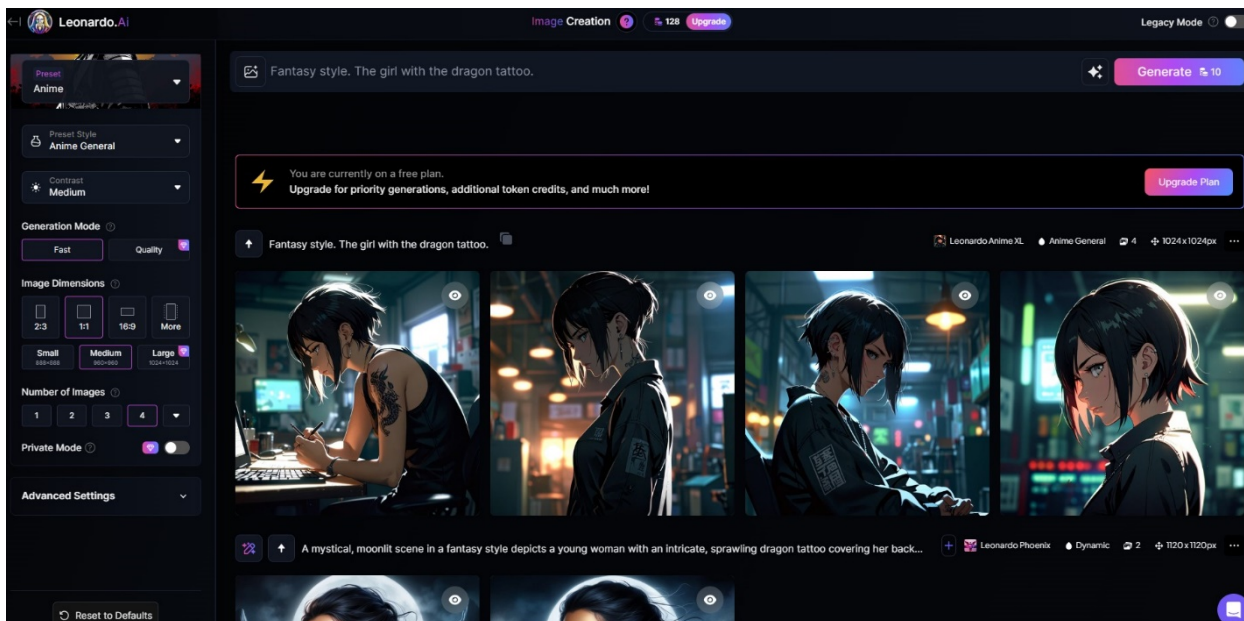 Leonardo.Ai
Image Creation ? 128 Upgrade
Legacy Mode ?
Preset
Anime
Preset Style
Anime General
Contrast
Medium
Generation Mode ?
Fast Quality
Image Dimensions ?
2:3 1:1 16:9 More
Small Medium Large
1024×1024
Number of Images ?
1 2 3 4
Private Mode ?
Advanced Settings
Reset to Defaults
Fantasy style. The girl with the dragon tattoo.
Generate 10
You are currently on a free plan.
Upgrade for priority generations, additional token credits, and much more!
Upgrade Plan
Fantasy style. The girl with the dragon tattoo.
Leonardo Anime XL Anime General 4 1024x1024px ...
A mystical, moonlit scene in a fantasy style depicts a young woman with an intricate, sprawling dragon tattoo covering her back...
+ Leonardo Phoenix Dynamic 2 1120x1120px ...